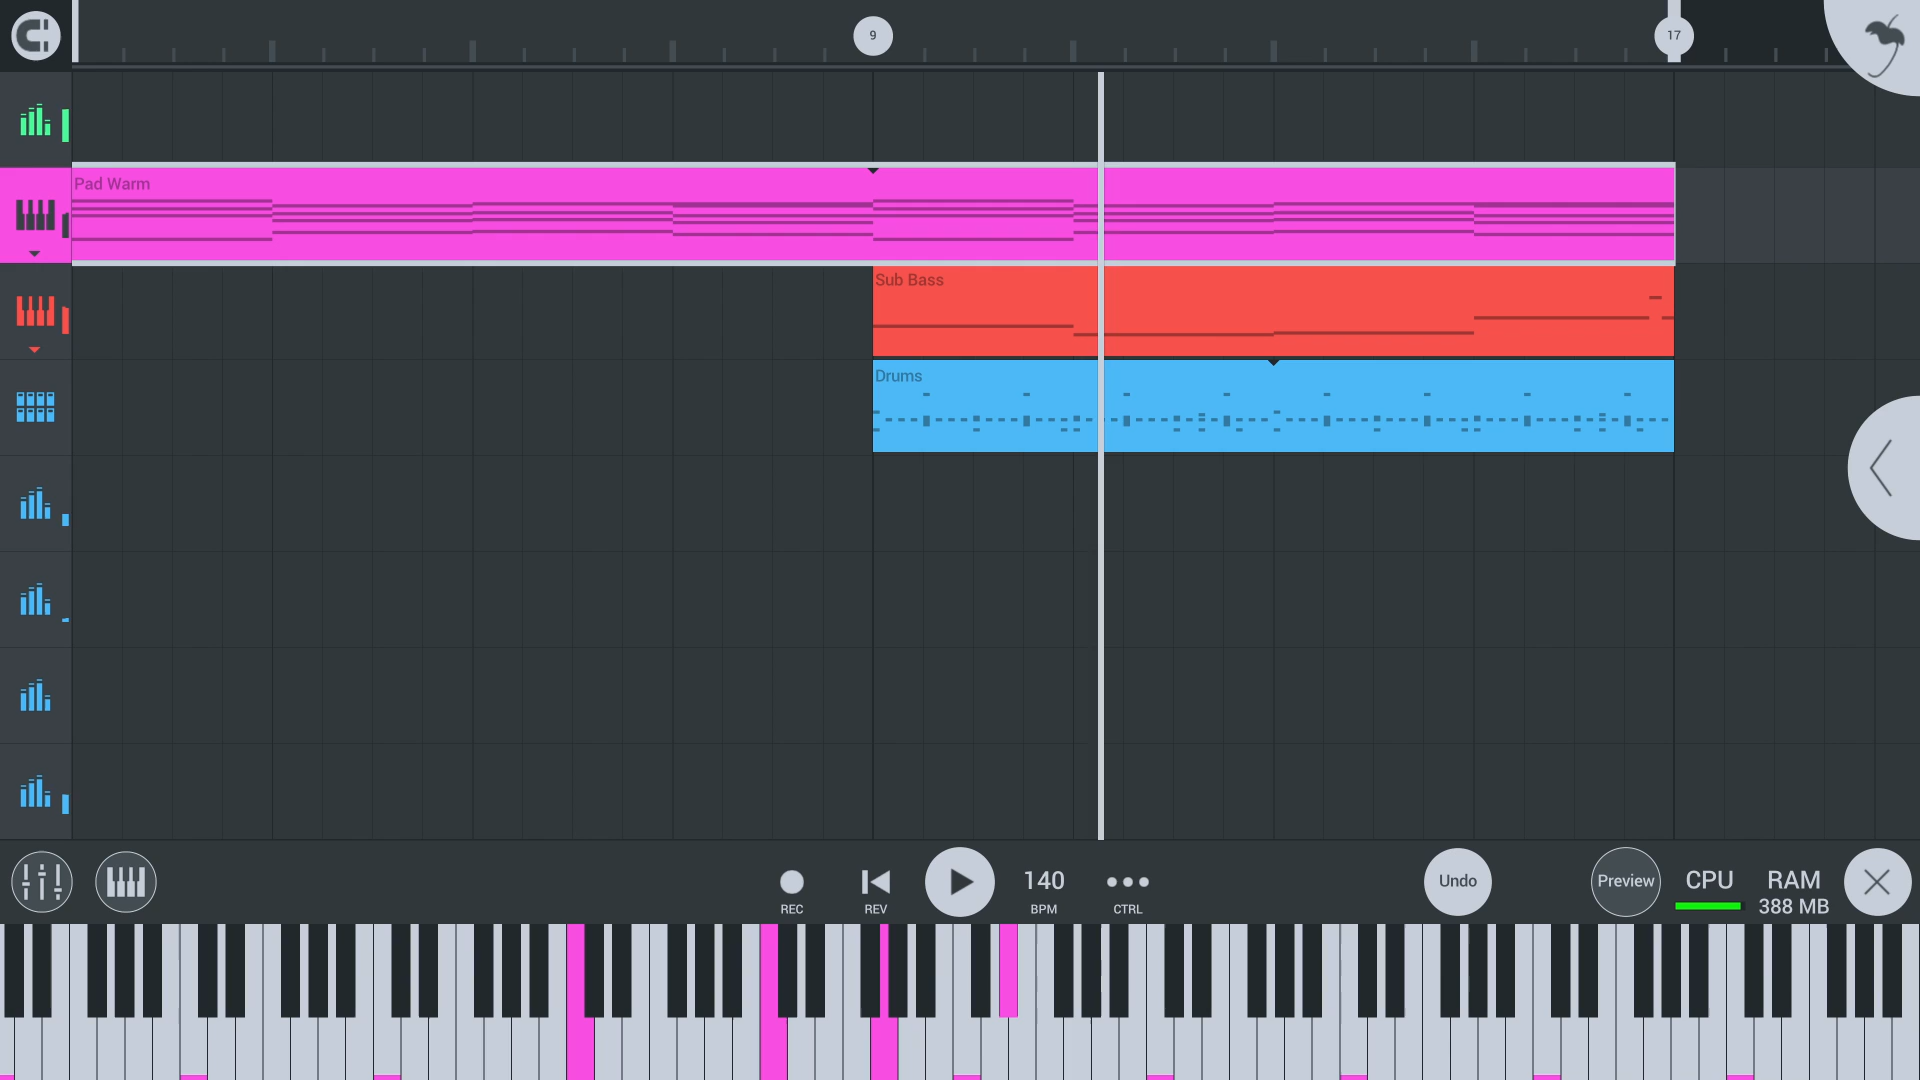 9
17
Pad Warm
Sub Bass
Drums
REC
REV
140
BPM
CTRL
Undo
Preview
CPU
RAM
388 MB